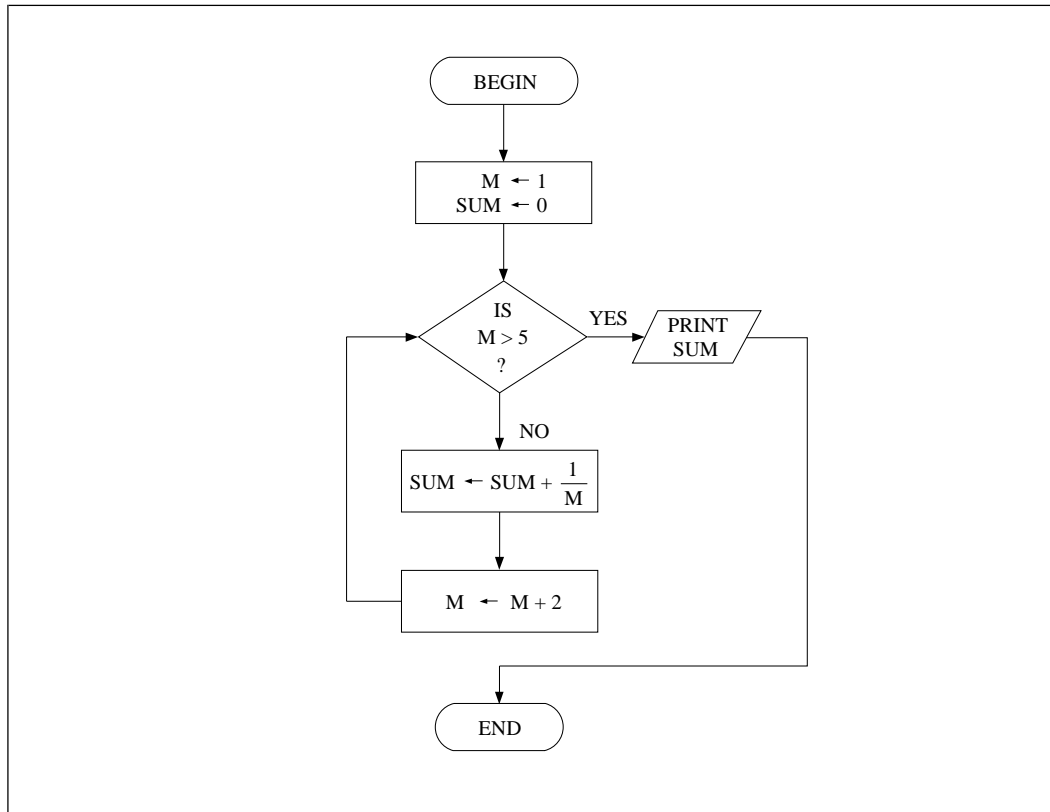 BEGIN
M ← 1
SUM ← 0
IS
M > 5
?
YES
PRINT
SUM
NO
SUM ← SUM + 1/M
M ← M + 2
END